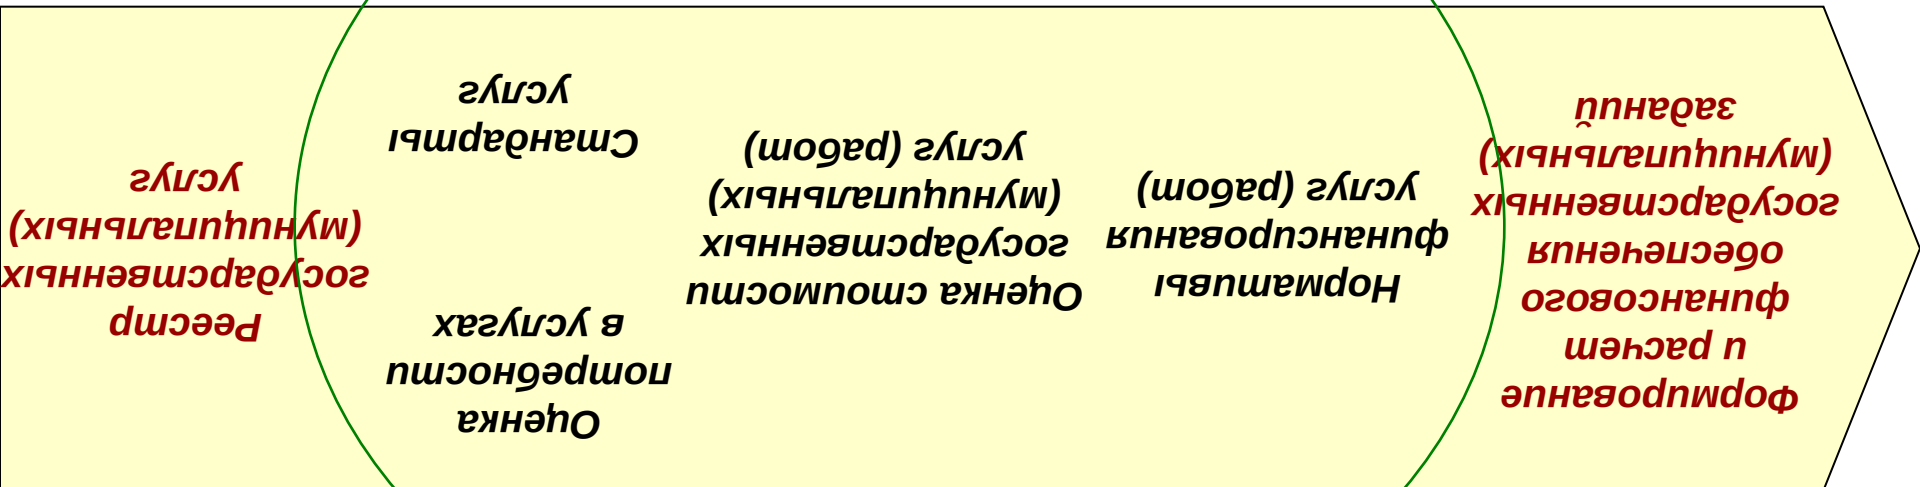 Реестр
государственных
(муниципальных)
услуг
Оценка
потребности
в услугах
Стандарты
услуг
Оценка стоимости
государственных
(муниципальных)
услуг (работ)
Нормативы
финансирования
услуг (работ)
Формирование
и расчет
финансового
обеспечения
государственных
(муниципальных)
заданий